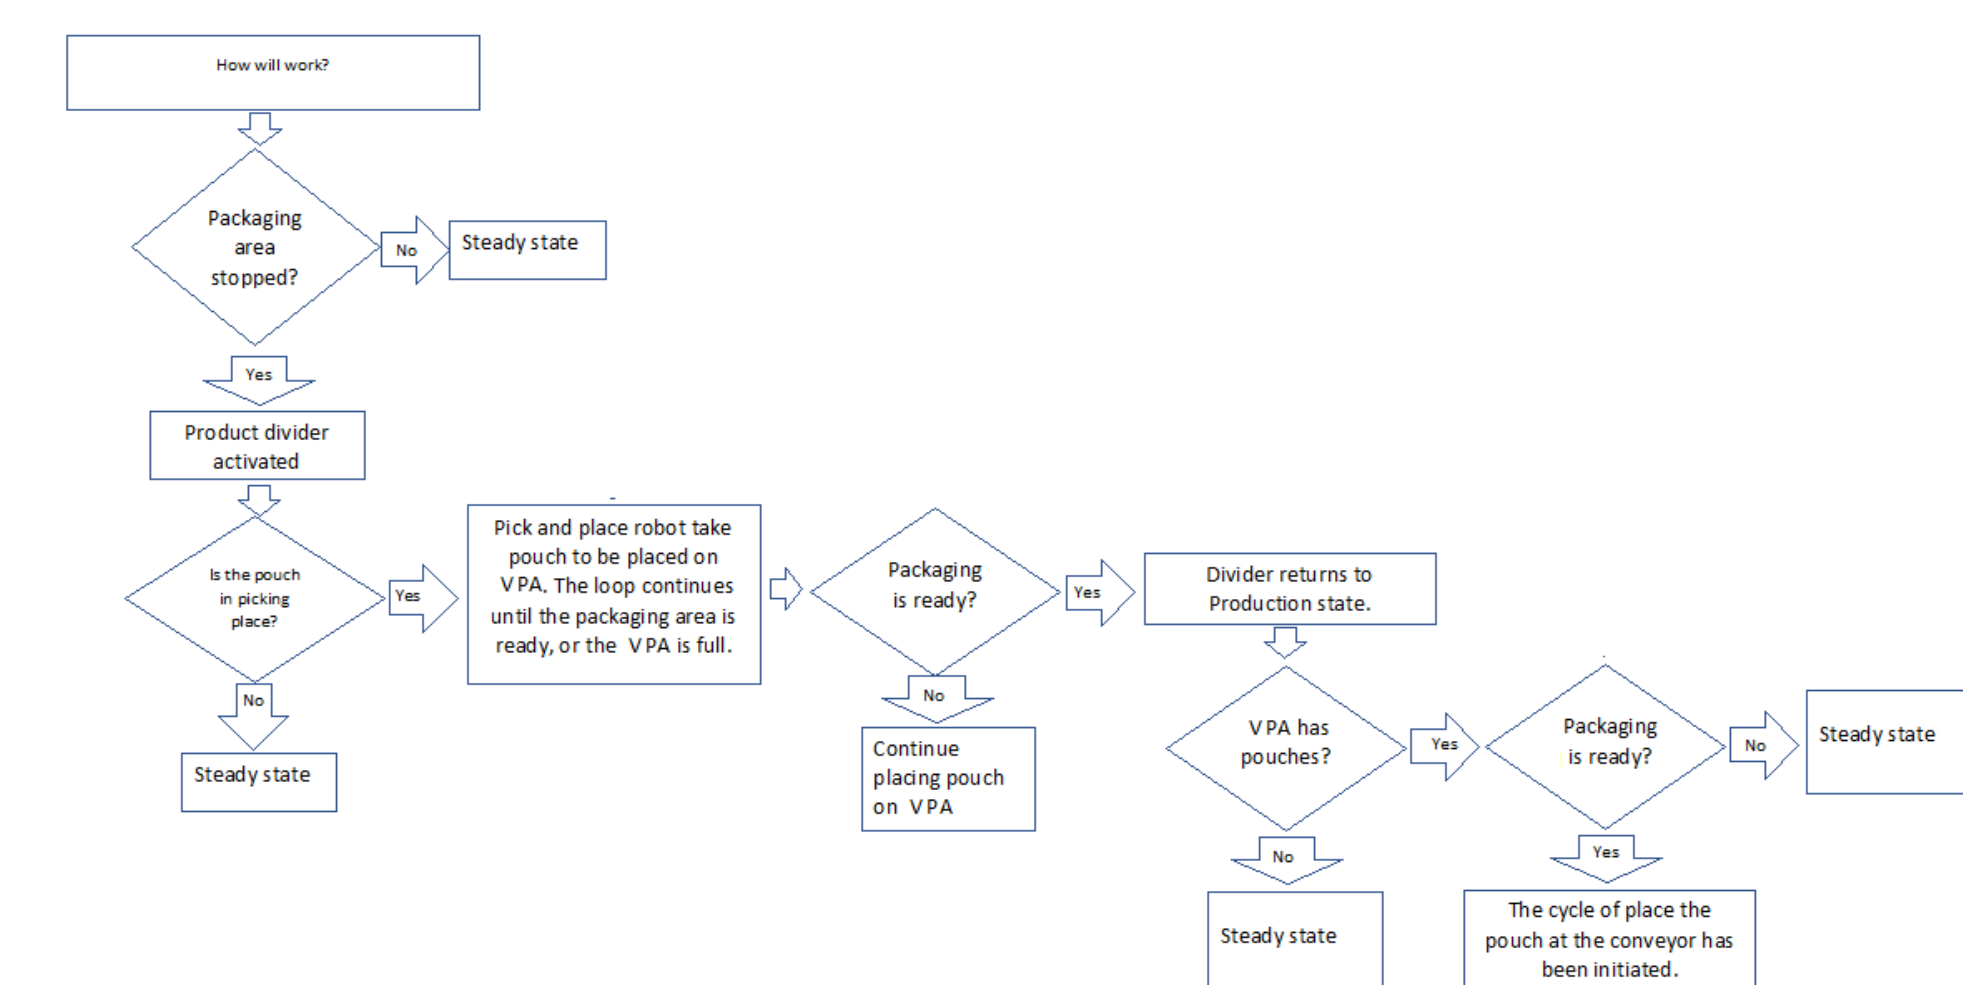 How will work?
Packaging
area
stopped?
No
Steady state
Yes
Product divider
activated
Is the pouch
in picking
place?
Yes
No
Steady state
Pick and place robot take
pouch to be placed on
VPA. The loop continues
until the packaging area is
ready, or the VPA is full.
Packaging
is ready?
Yes
No
Continue
placing pouch
on VPA
Divider returns to
Production state.
VPA has
pouches?
Yes
No
Steady state
Packaging
is ready?
No
Steady state
Yes
The cycle of place the
pouch at the conveyor has
been initiated.